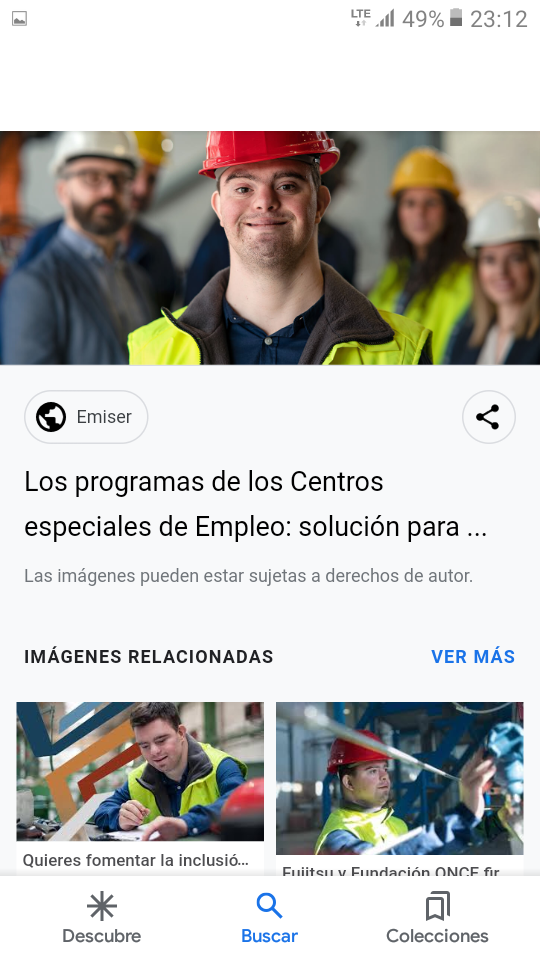 LTE 49% 23:12
Emiser
Los programas de los Centros
especiales de Empleo: solución para ...
Las imágenes pueden estar sujetas a derechos de autor.
IMÁGENES RELACIONADAS VER MÁS
Quieres fomentar la inclusió...
Fujitsu y Fundación ONCE fir
Descubre Buscar Colecciones